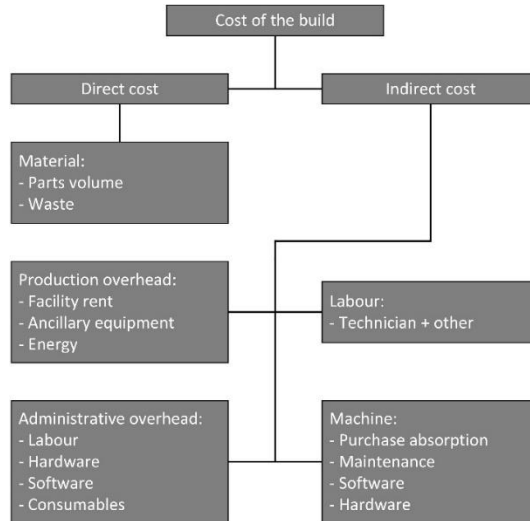 Cost of the build
Direct cost
Indirect cost
Material:
- Parts volume
- Waste
Production overhead:
- Facility rent
- Ancillary equipment
- Energy
Labour:
- Technician + other
Administrative overhead:
- Labour
- Hardware
- Software
- Consumables
Machine:
- Purchase absorption
- Maintenance
- Software
- Hardware